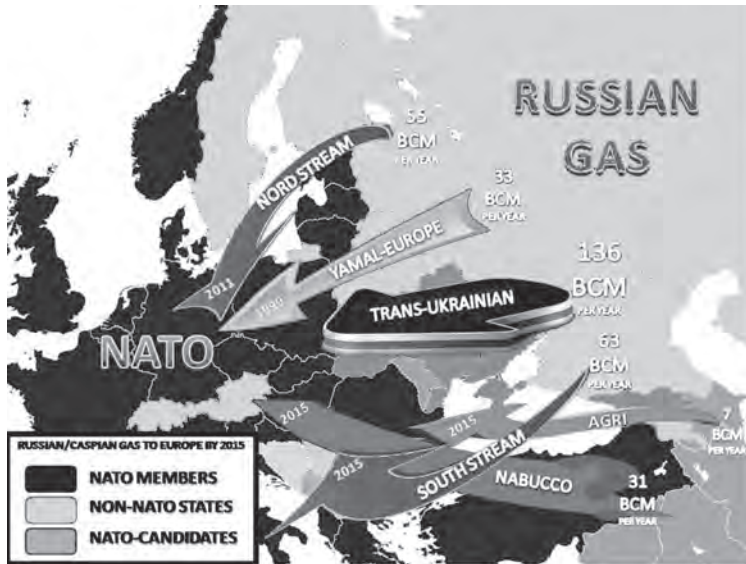 RUSSIAN
GAS
55
BCM
PER YEAR
NORD STREAM
2011
33
BCM
PER YEAR
YAMAL-EUROPE
136
BCM
PER YEAR
TRANS-UKRAINIAN
NATO
63
BCM
PER YEAR
2015
2015
AGRI
7
BCM
PER YEAR
2015
SOUTH STREAM
NABUCCO
31
BCM
PER YEAR
RUSSIAN/CASPIAN GAS TO EUROPE BY 2015
NATO MEMBERS
NON-NATO STATES
NATO-CANDIDATES